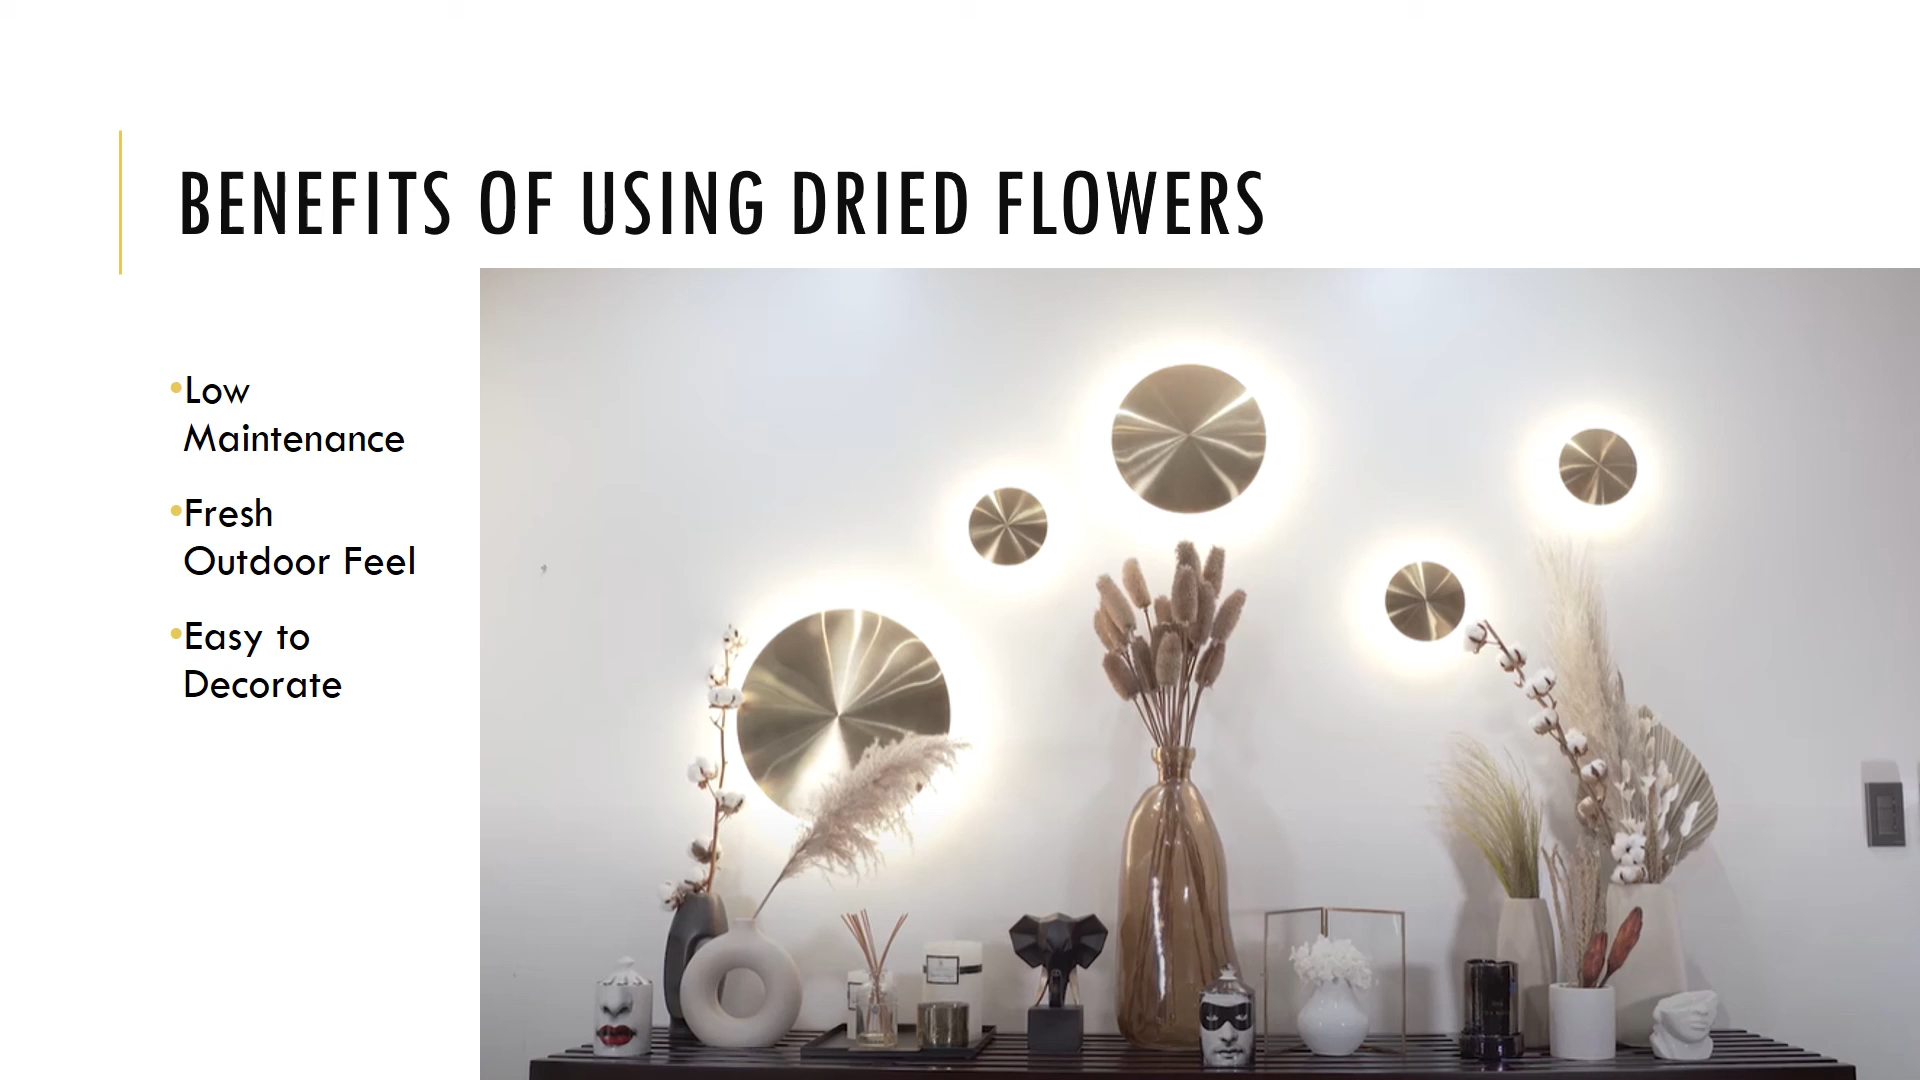 BENEFITS OF USING DRIED FLOWERS
•Low
Maintenance
•Fresh
Outdoor Feel
•Easy to
Decorate